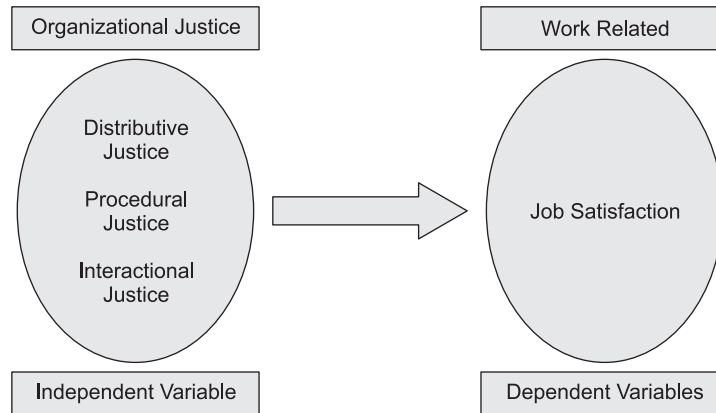 Organizational Justice
Work Related
Distributive
Justice
Procedural
Justice
Interactional
Justice
Job Satisfaction
Independent Variable
Dependent Variables